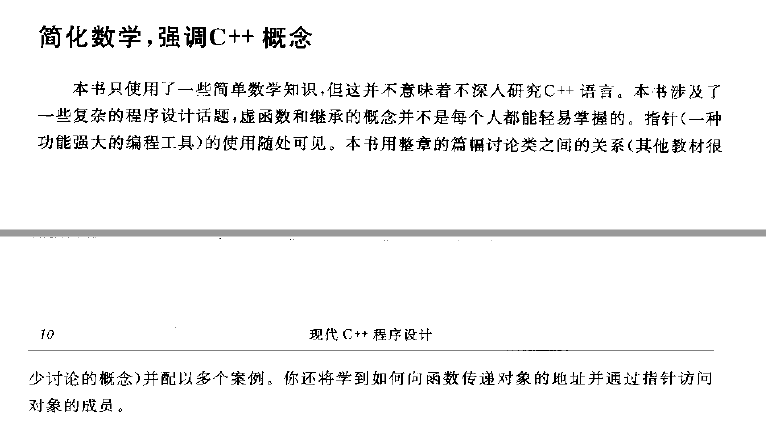 简化数学,强调C++ 概念
本书只使用了一些简单数学知识,但这并不意味着不深入研究C++ 语言。本书涉及了
一些复杂的程序设计话题,虚函数和继承的概念并不是每个人都能轻易掌握的。指针(一种
功能强大的编程工具)的使用随处可见。本书用整章的篇幅讨论类之间的关系(其他教材很
10 现代 C++ 程序设计
少讨论的概念)并配以多个案例。你还将学到如何向函数传递对象的地址并通过指针访问
对象的成员。